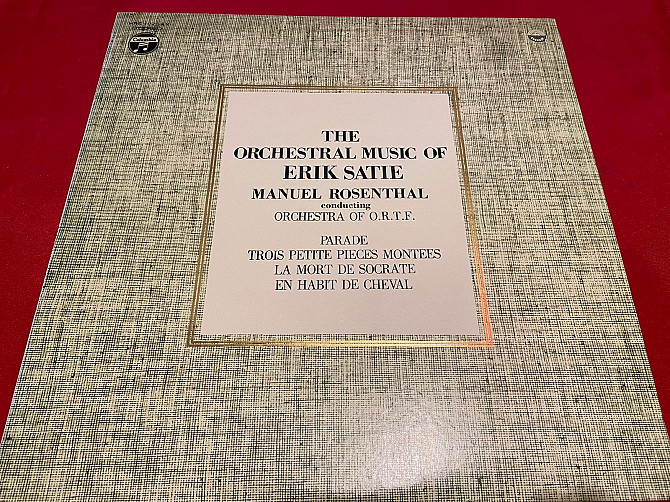 Columbia
THE
ORCHESTRAL MUSIC OF
ERIK SATIE
MANUEL ROSENTHAL
conducting
ORCHESTRA OF O.R.T.F.
PARADE
TROIS PETITE PIECES MONTEES
LA MORT DE SOCRATE
EN HABIT DE CHEVAL